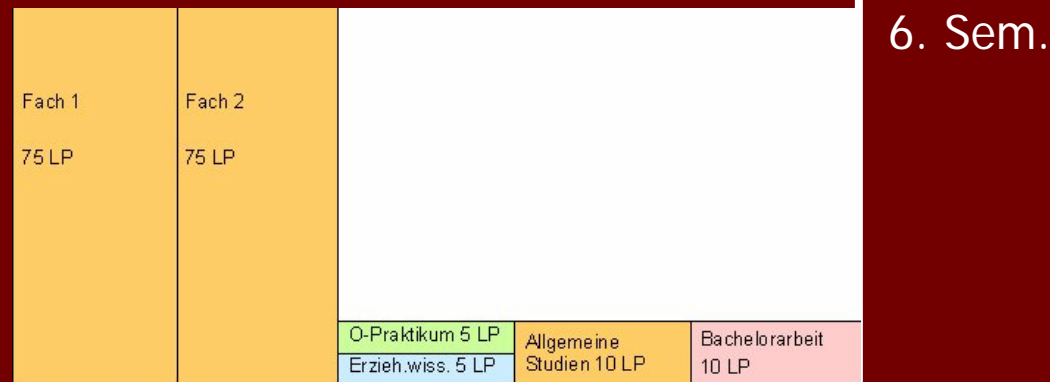 6. Sem.
Fach 1
75 LP
Fach 2
75 LP
O-Praktikum 5 LP
Erzieh.wiss. 5 LP
Allgemeine
Studien 10 LP
Bachelorarbeit
10 LP